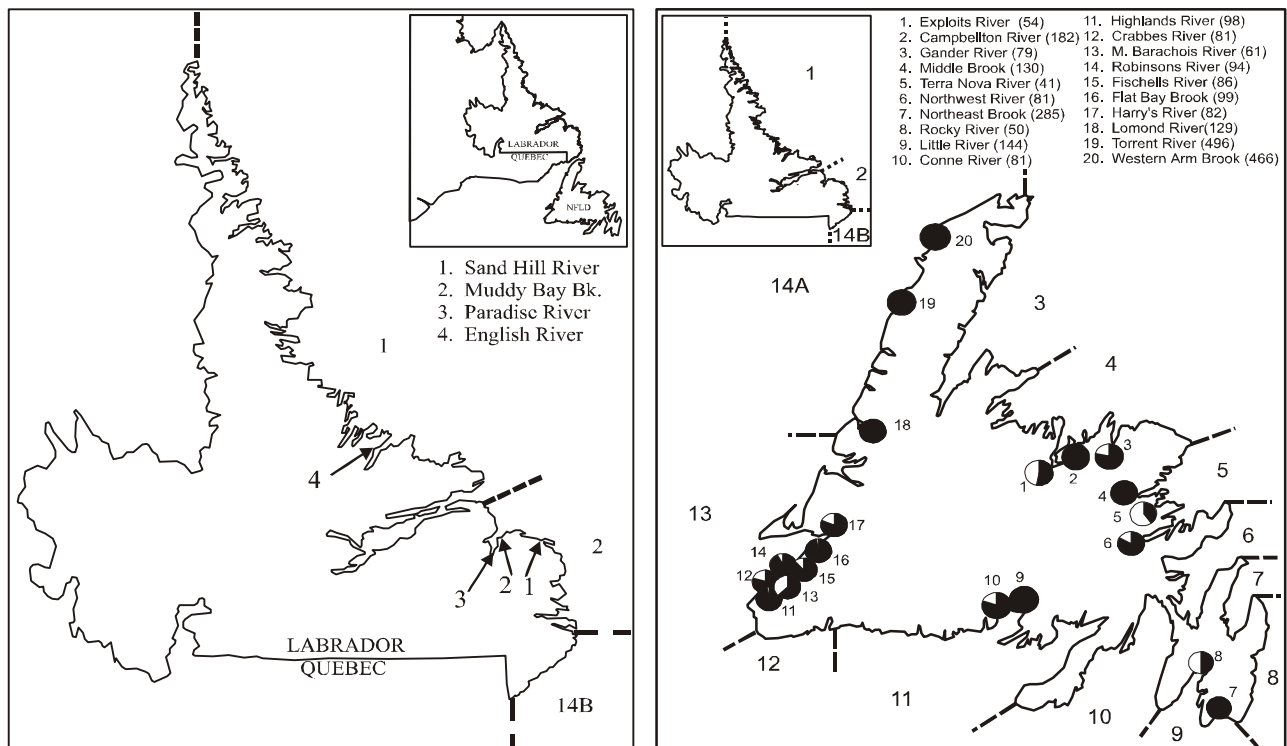 LABRADOR
QUEBEC
NFLD
1. Sand Hill River
2. Muddy Bay Bk.
3. Paradise River
4. English River
1
4
2
3
2
1
LABRADOR
QUEBEC
14B
1. Exploits River (54)
2. Campbellton River (182)
3. Gander River (79)
4. Middle Brook (130)
5. Terra Nova River (41)
6. Northwest River (81)
7. Northeast Brook (285)
8. Rocky River (50)
9. Little River (144)
10. Conne River (81)
11. Highlands River (98)
12. Crabbes River (81)
13. M. Barachois River (61)
14. Robinsons River (94)
15. Fischells River (86)
16. Flat Bay Brook (99)
17. Harry's River (82)
18. Lomond River(129)
19. Torrent River (496)
20. Western Arm Brook (466)
1
2
14B
20
14A
19
3
4
18
3
2
1
5
4
5
13
17
6
6
16
14
15
12
13
11
10
9
7
12
8
11
10
9
7
8